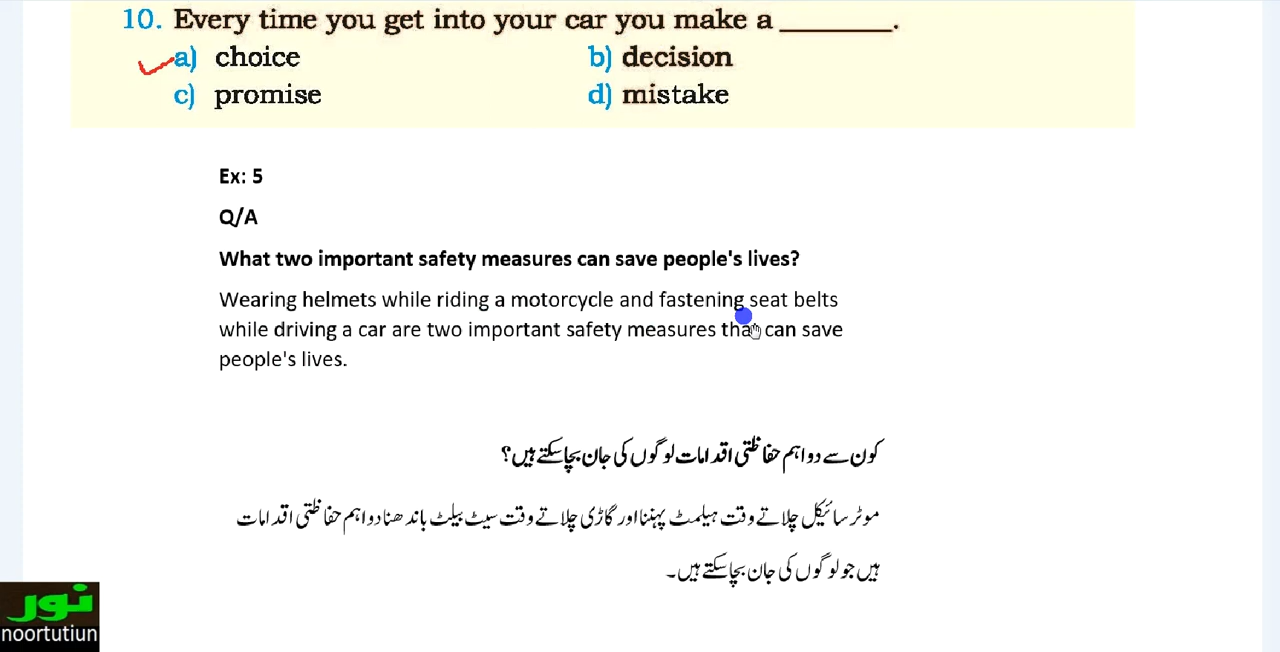 10. Every time you get into your car you make a ________.
a) choice b) decision
c) promise d) mistake
Ex: 5
Q/A
What two important safety measures can save people's lives?
Wearing helmets while riding a motorcycle and fastening seat belts
while driving a car are two important safety measures that can save
people's lives.
کون سے دو اہم حفاظتی اقدامات لوگوں کی جان بچا سکتے ہیں؟
موٹر سائیکل چلاتے وقت ہیلمٹ پہننا اور گاڑی چلاتے وقت سیٹ بیلٹ باندھنا دو اہم حفاظتی اقدامات
ہیں جو لوگوں کی جان بچا سکتے ہیں۔
نور
noortutiun